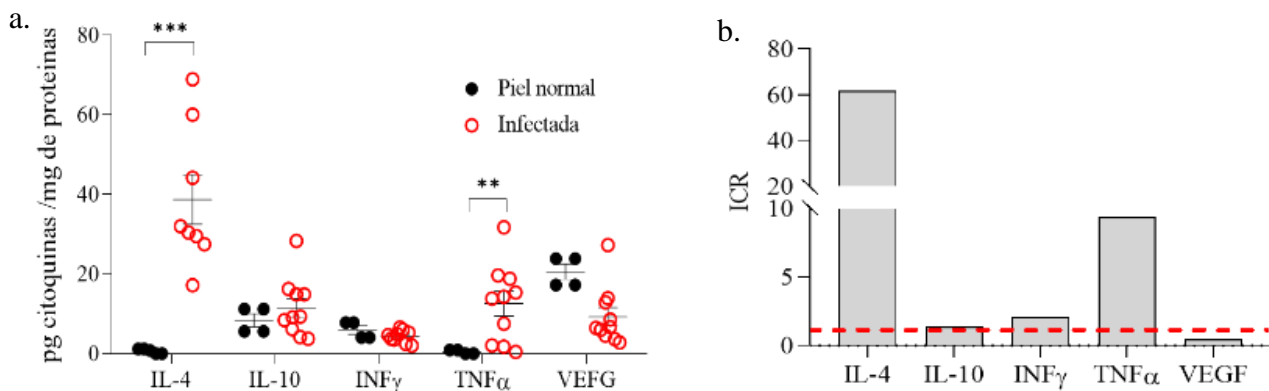 a.
pg citoquinas /mg de proteinas
80
60
40
20
0
***
**
Piel normal
Infectada
IL-4 IL-10 INFγ TNFα VEFG
b.
ICR
80
60
40
20
10
5
0
IL-4 IL-10 INFγ TNFα VEGF